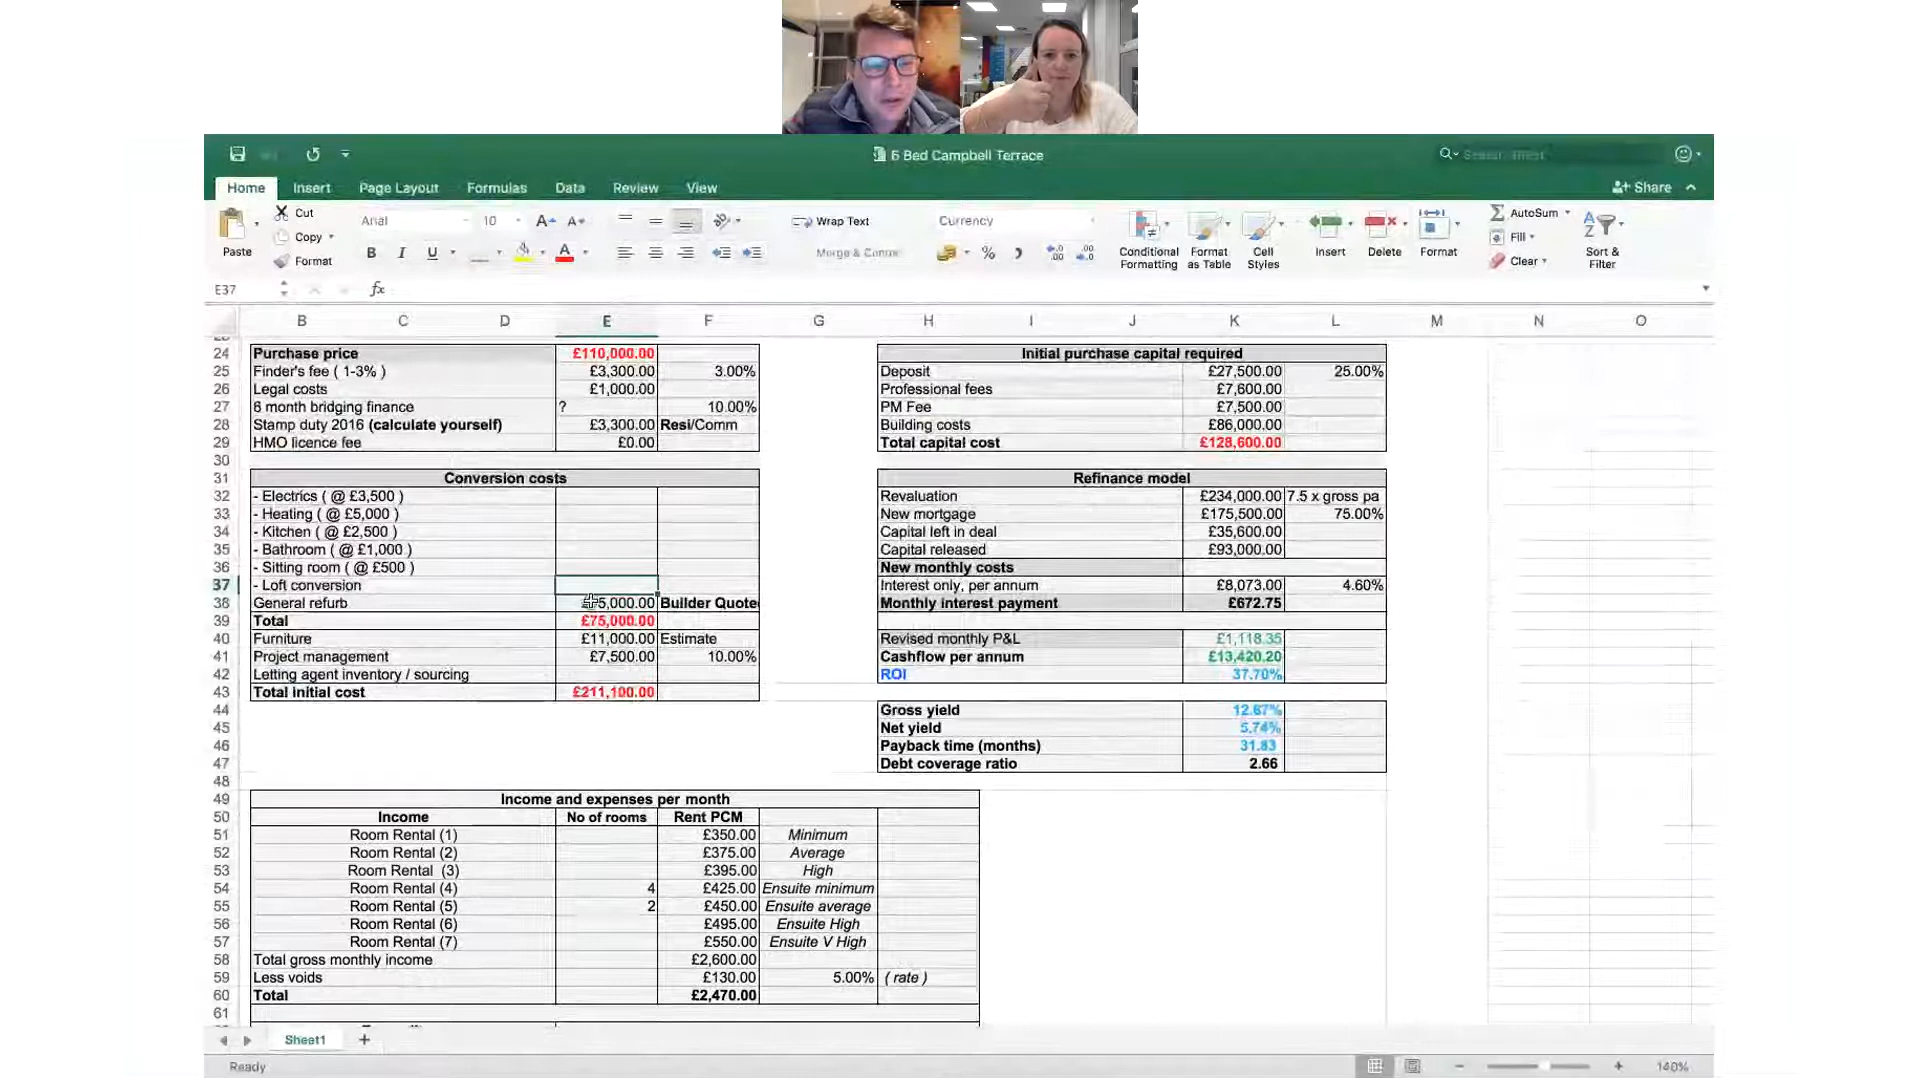 6 Bed Campbell Terrace
Home Insert Page Layout Formulas Data Review View Share
Paste Cut Copy Format
Arial 10 A A
B I U A
Wrap Text
Merge & Centre
Currency
%
Conditional Formatting
Format as Table
Cell Styles
Insert Delete Format
AutoSum
Fill
Clear
Sort & Filter
E37 fx
B C D E F G H I J K L M N O
24 Purchase price £110,000.00 Initial purchase capital required
25 Finder's fee ( 1-3% ) £3,300.00 3.00% Deposit £27,500.00 25.00%
26 Legal costs £1,000.00 Professional fees £7,600.00
27 6 month bridging finance ? 10.00% PM Fee £7,500.00
28 Stamp duty 2016 (calculate yourself) £3,300.00 Resi/Comm Building costs £86,000.00
29 HMO licence fee £0.00 Total capital cost £128,600.00
30
31 Conversion costs Refinance model
32 - Electrics ( @ £3,500 ) Revaluation £234,000.00 7.5 x gross pa
33 - Heating ( @ £5,000 ) New mortgage £175,500.00 75.00%
34 - Kitchen ( @ £2,500 ) Capital left in deal £35,600.00
35 - Bathroom ( @ £1,000 ) Capital released £93,000.00
36 - Sitting room ( @ £500 ) New monthly costs
37 - Loft conversion Interest only, per annum £8,073.00 4.60%
38 General refurb 5,000.00 Builder Quote Monthly interest payment £672.75
39 Total £75,000.00
40 Furniture £11,000.00 Estimate Revised monthly P&L £1,118.35
41 Project management £7,500.00 10.00% Cashflow per annum £13,420.20
42 Letting agent inventory / sourcing ROI 37.70%
43 Total initial cost £211,100.00
44 Gross yield 12.67%
45 Net yield 5.74%
46 Payback time (months) 31.83
47 Debt coverage ratio 2.66
48
49 Income and expenses per month
50 Income No of rooms Rent PCM
51 Room Rental (1) £350.00 Minimum
52 Room Rental (2) £375.00 Average
53 Room Rental (3) £395.00 High
54 Room Rental (4) 4 £425.00 Ensuite minimum
55 Room Rental (5) 2 £450.00 Ensuite average
56 Room Rental (6) £495.00 Ensuite High
57 Room Rental (7) £550.00 Ensuite V High
58 Total gross monthly income £2,600.00
59 Less voids £130.00 5.00% ( rate )
60 Total £2,470.00
61
Sheet1 +
Ready 140%